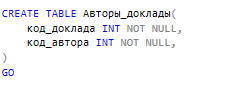 CREATE TABLE Авторы_доклады(
код_доклада INT NOT NULL,
код_автора INT NOT NULL,
)
GO